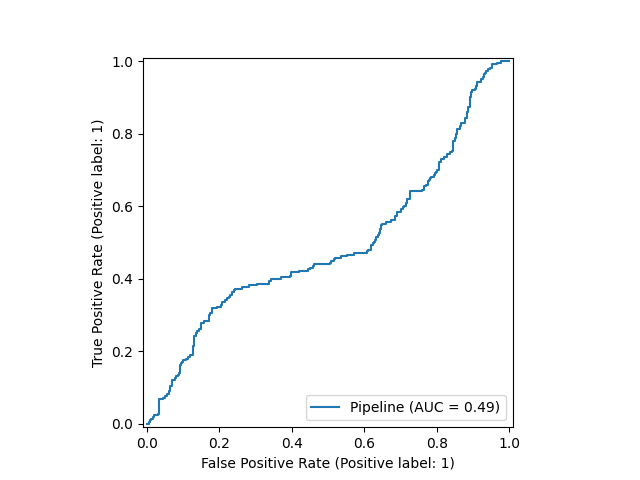 1.0
0.8
0.6
0.4
0.2
0.0
True Positive Rate (Positive label: 1)
Pipeline (AUC = 0.49)
0.0 0.2 0.4 0.6 0.8 1.0
False Positive Rate (Positive label: 1)